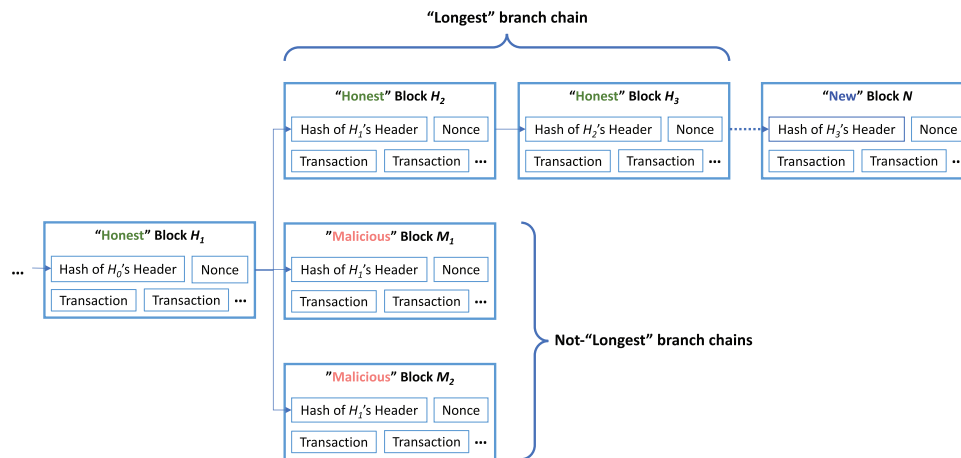 “Longest” branch chain
“Honest” Block H2
Hash of H1’s Header Nonce
Transaction Transaction ...
“Honest” Block H3
Hash of H2’s Header Nonce
Transaction Transaction ...
“New” Block N
Hash of H3’s Header Nonce
Transaction Transaction ...
“Honest” Block H1
... Hash of H0’s Header Nonce
Transaction Transaction ...
”Malicious” Block M1
Hash of H1’s Header Nonce
Transaction Transaction ...
Not-“Longest” branch chains
”Malicious” Block M2
Hash of H1’s Header Nonce
Transaction Transaction ...